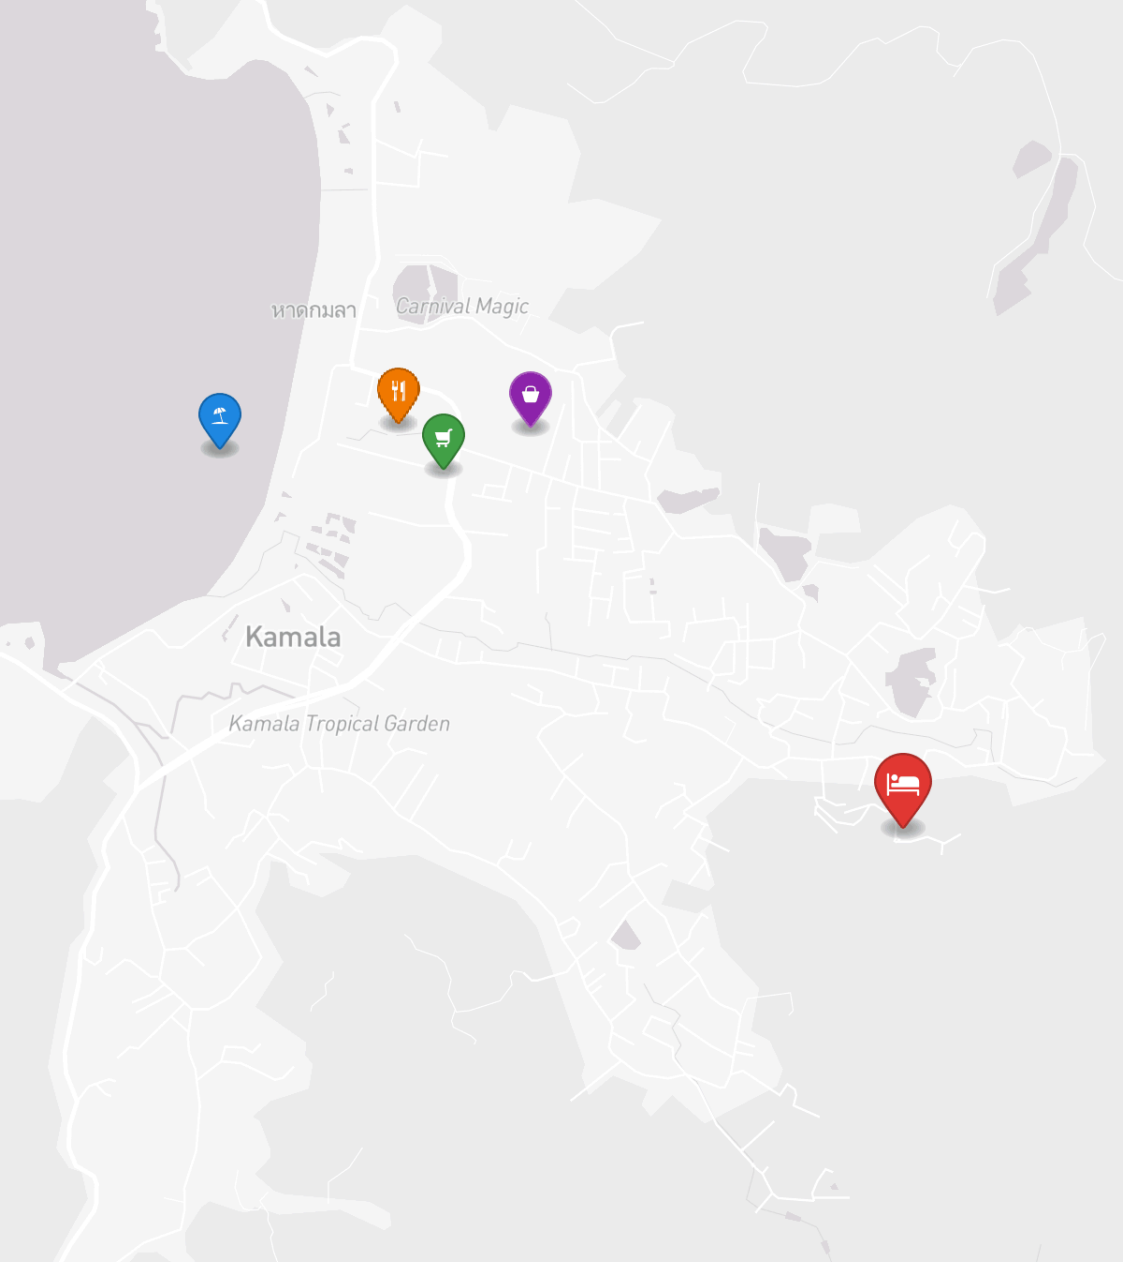 หาดกมลา
Carnival Magic
Kamala
Kamala Tropical Garden